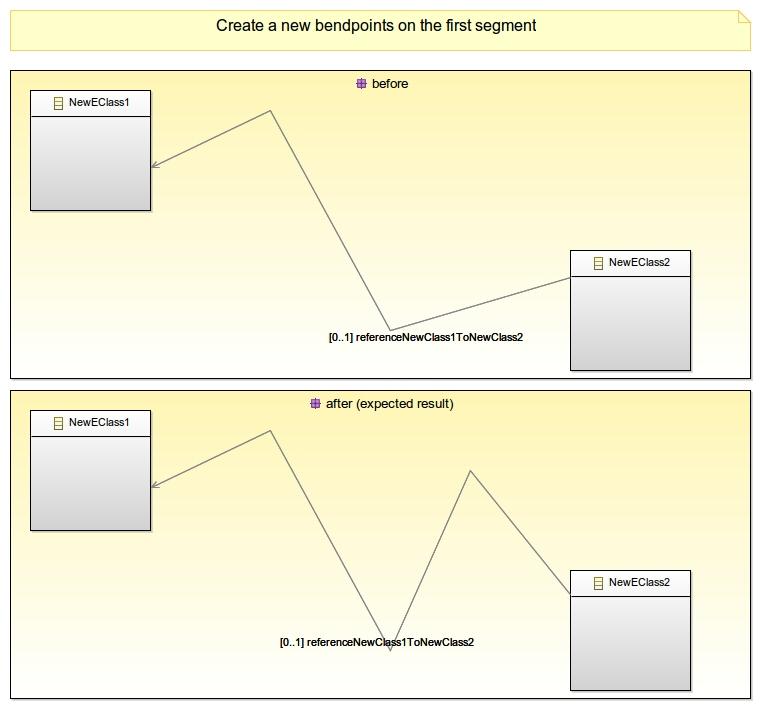 Create a new bendpoints on the first segment
before
NewEClass1
NewEClass2
[0..1] referenceNewClass1ToNewClass2
after (expected result)
NewEClass1
NewEClass2
[0..1] referenceNewClass1ToNewClass2